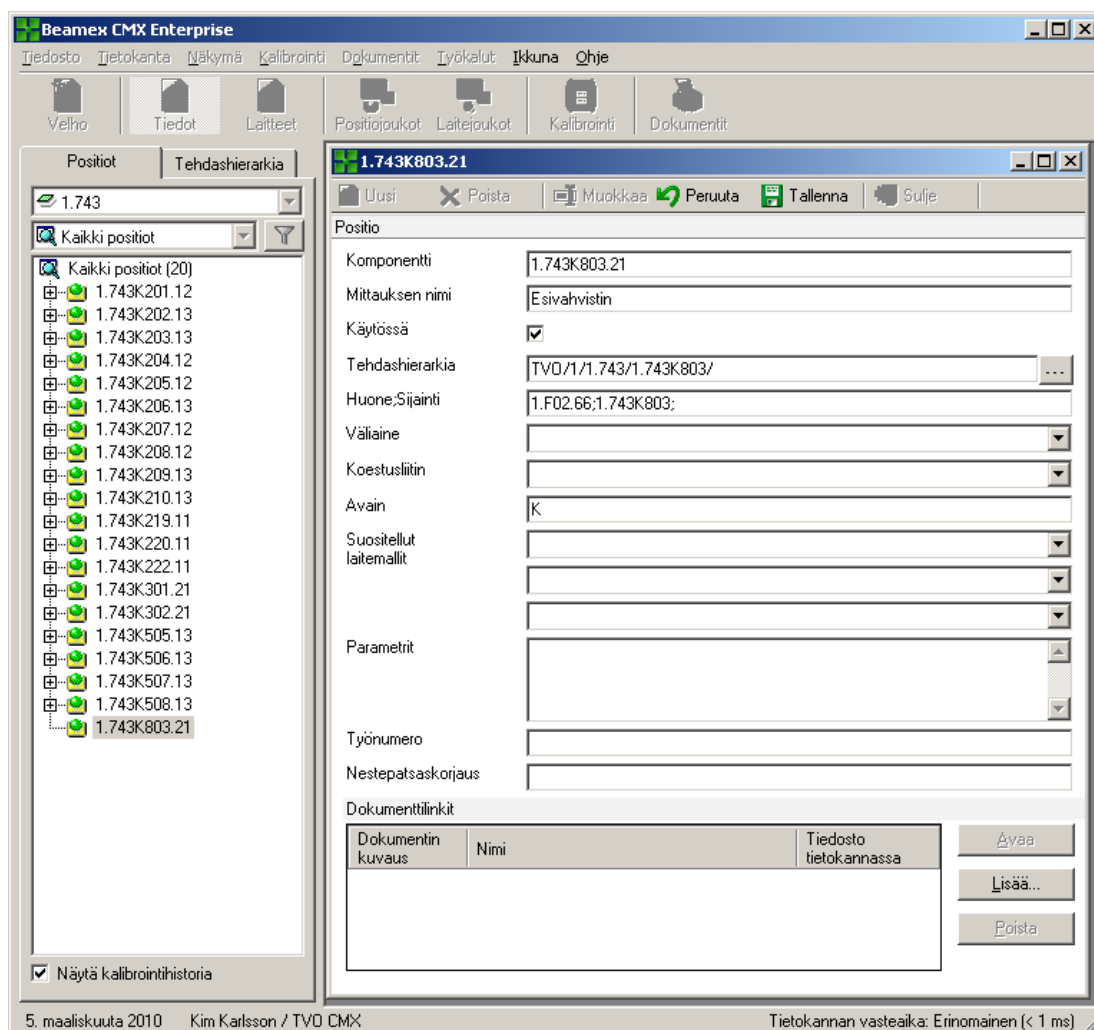 Beamex CMX Enterprise
Tiedosto Tietokanta Näkymä Kalibrointi Dokumentit Työkalut Ikkuna Ohje
Velho Tiedot Laitteet Positiojoukot Laitejoukot Kalibrointi Dokumentit
Positiot Tehdashierarkia
1.743
Kaikki positiot
Kaikki positiot (20)
1.743K201.12
1.743K202.13
1.743K203.13
1.743K204.12
1.743K205.12
1.743K206.13
1.743K207.12
1.743K208.12
1.743K209.13
1.743K210.13
1.743K219.11
1.743K220.11
1.743K222.11
1.743K301.21
1.743K302.21
1.743K505.13
1.743K506.13
1.743K507.13
1.743K508.13
1.743K803.21
Näytä kalibrointihistoria
1.743K803.21
Uusi Poista Muokkaa Peruuta Tallenna Sulje
Positio
Komponentti 1.743K803.21
Mittauksen nimi Esivahvistin
Käytössä
Tehdashierarkia TVO/1/1.743/1.743K803/ ...
Huone;Sijainti 1.F02.66;1.743K803;
Väliaine
Koestusliitin
Avain K
Suositellut
laitemallit
Parametrit
Työnumero
Nestepatsaskorjaus
Dokumenttilinkit
Dokumentin
kuvaus
Nimi
Tiedosto
tietokannassa
Avaa
Lisää...
Poista
5. maaliskuuta 2010 Kim Karlsson / TVO CMX Tietokannan vasteaika: Erinomainen (< 1 ms)